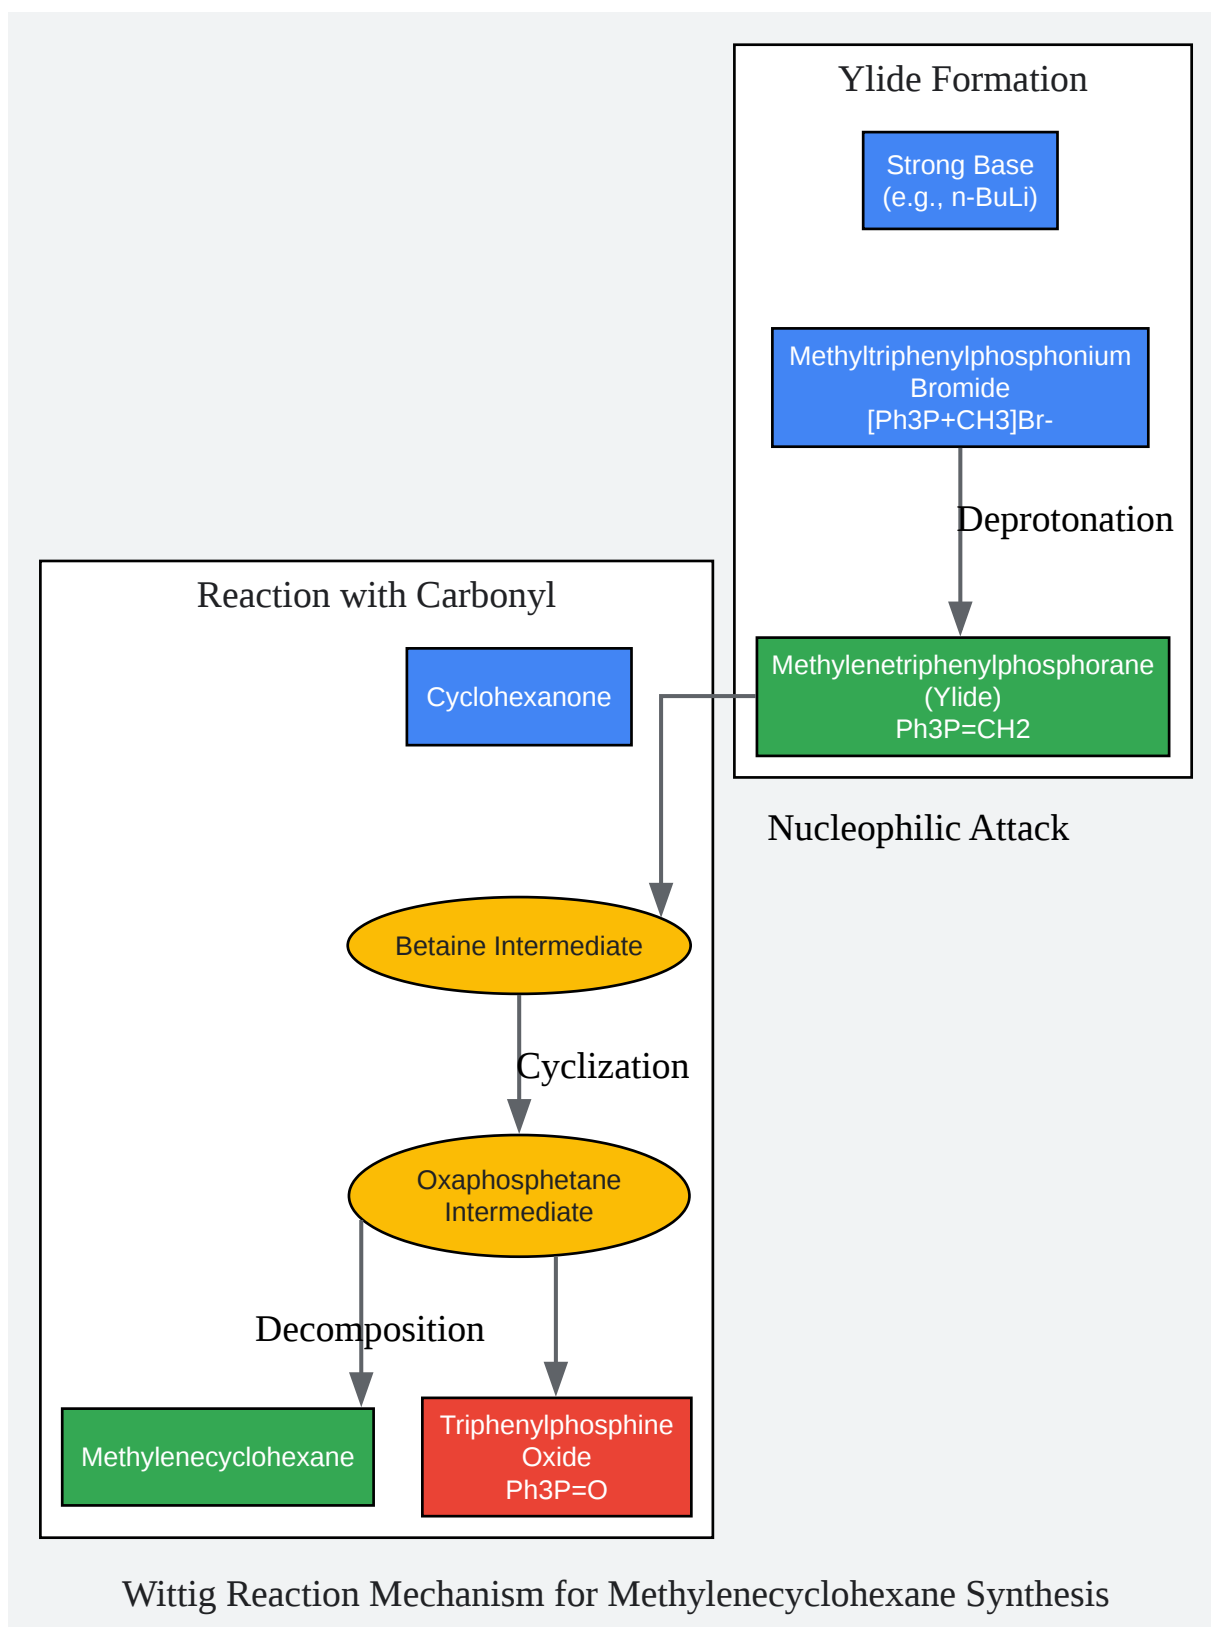 Ylide Formation
Strong Base
(e.g., n-BuLi)
Methyltriphenylphosphonium
Bromide
[Ph3P+CH3]Br-
Deprotonation
Methylenetriphenylphosphorane
(Ylide)
Ph3P=CH2
Nucleophilic Attack
Reaction with Carbonyl
Cyclohexanone
Betaine Intermediate
Cyclization
Oxaphosphetane
Intermediate
Decomposition
Methylenecyclohexane
Triphenylphosphine
Oxide
Ph3P=O
Wittig Reaction Mechanism for Methylenecyclohexane Synthesis